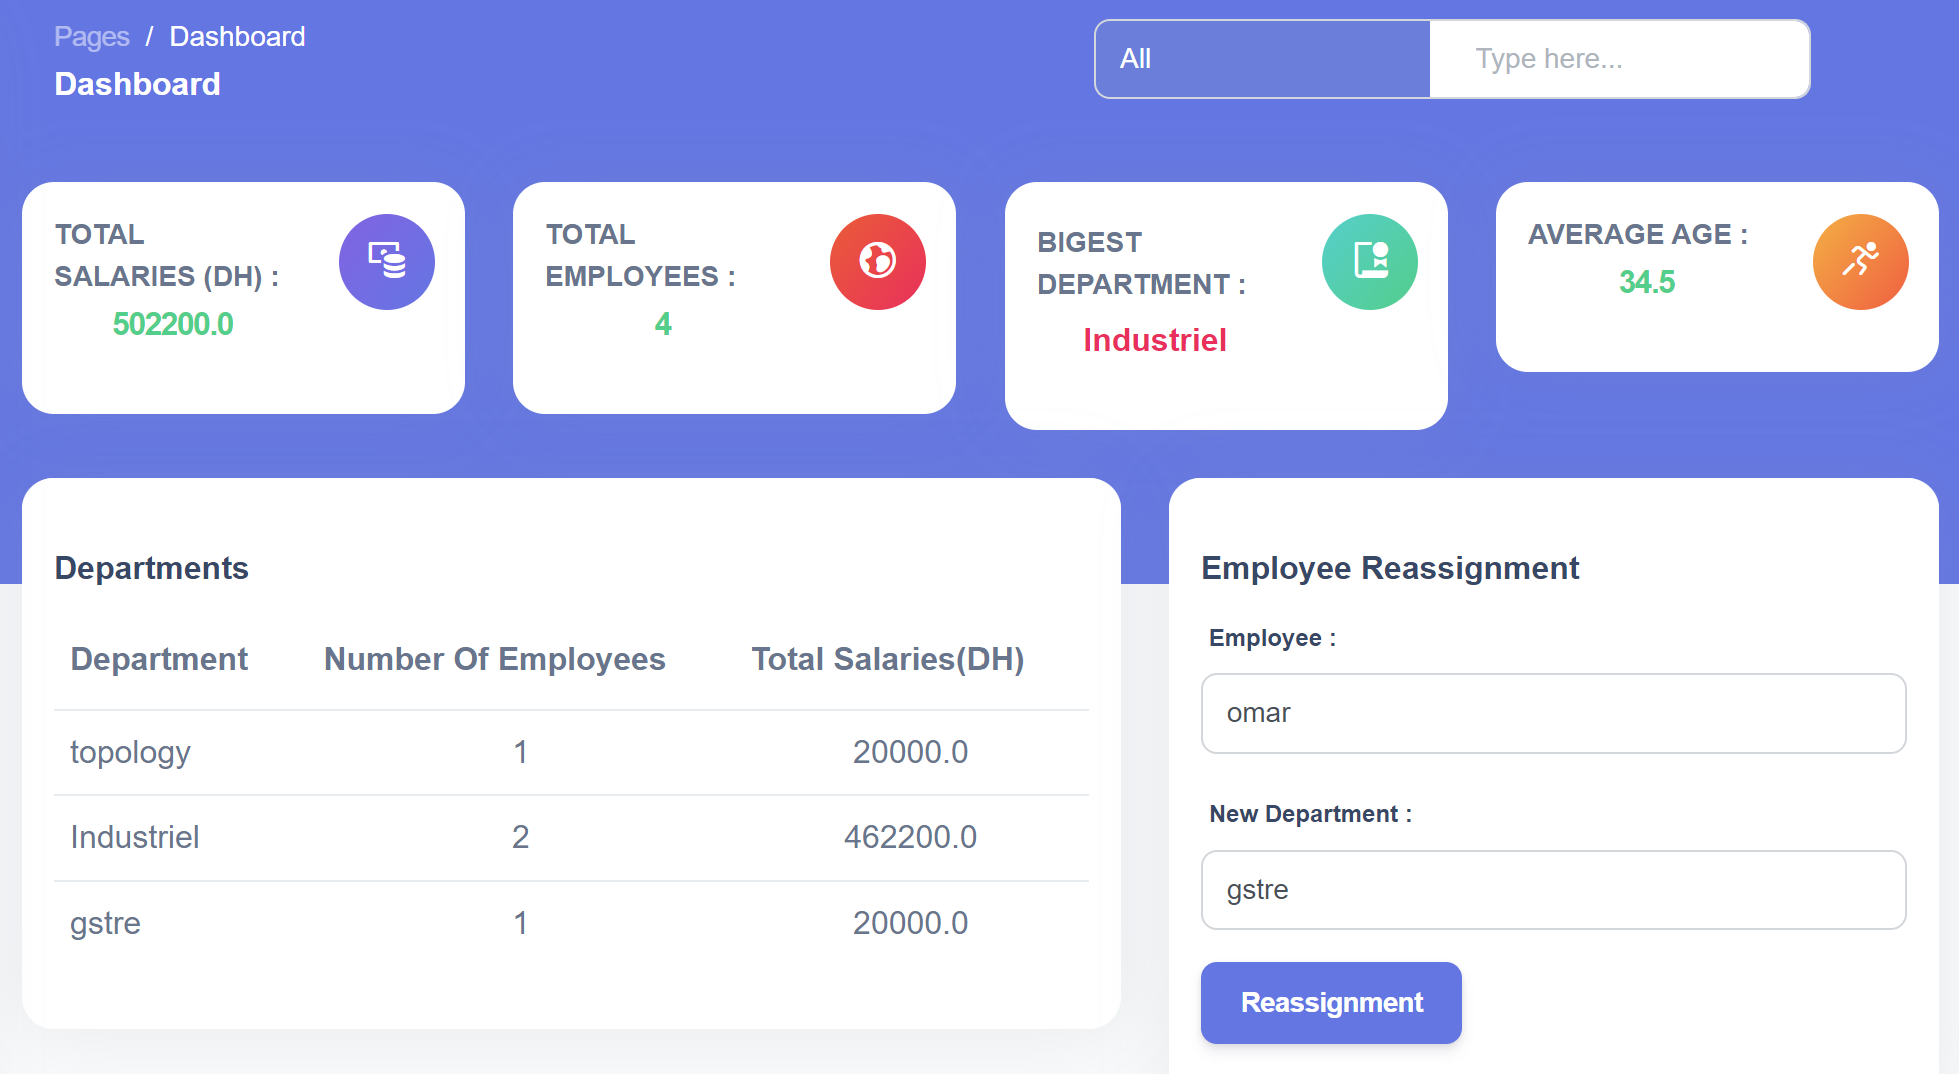 Pages / Dashboard
Dashboard
All
Type here...
TOTAL
SALARIES (DH) :
502200.0
TOTAL
EMPLOYEES :
4
BIGEST
DEPARTMENT :
Industriel
AVERAGE AGE :
34.5
Departments
Department Number Of Employees Total Salaries(DH)
topology 1 20000.0
Industriel 2 462200.0
gstre 1 20000.0
Employee Reassignment
Employee :
omar
New Department :
gstre
Reassignment